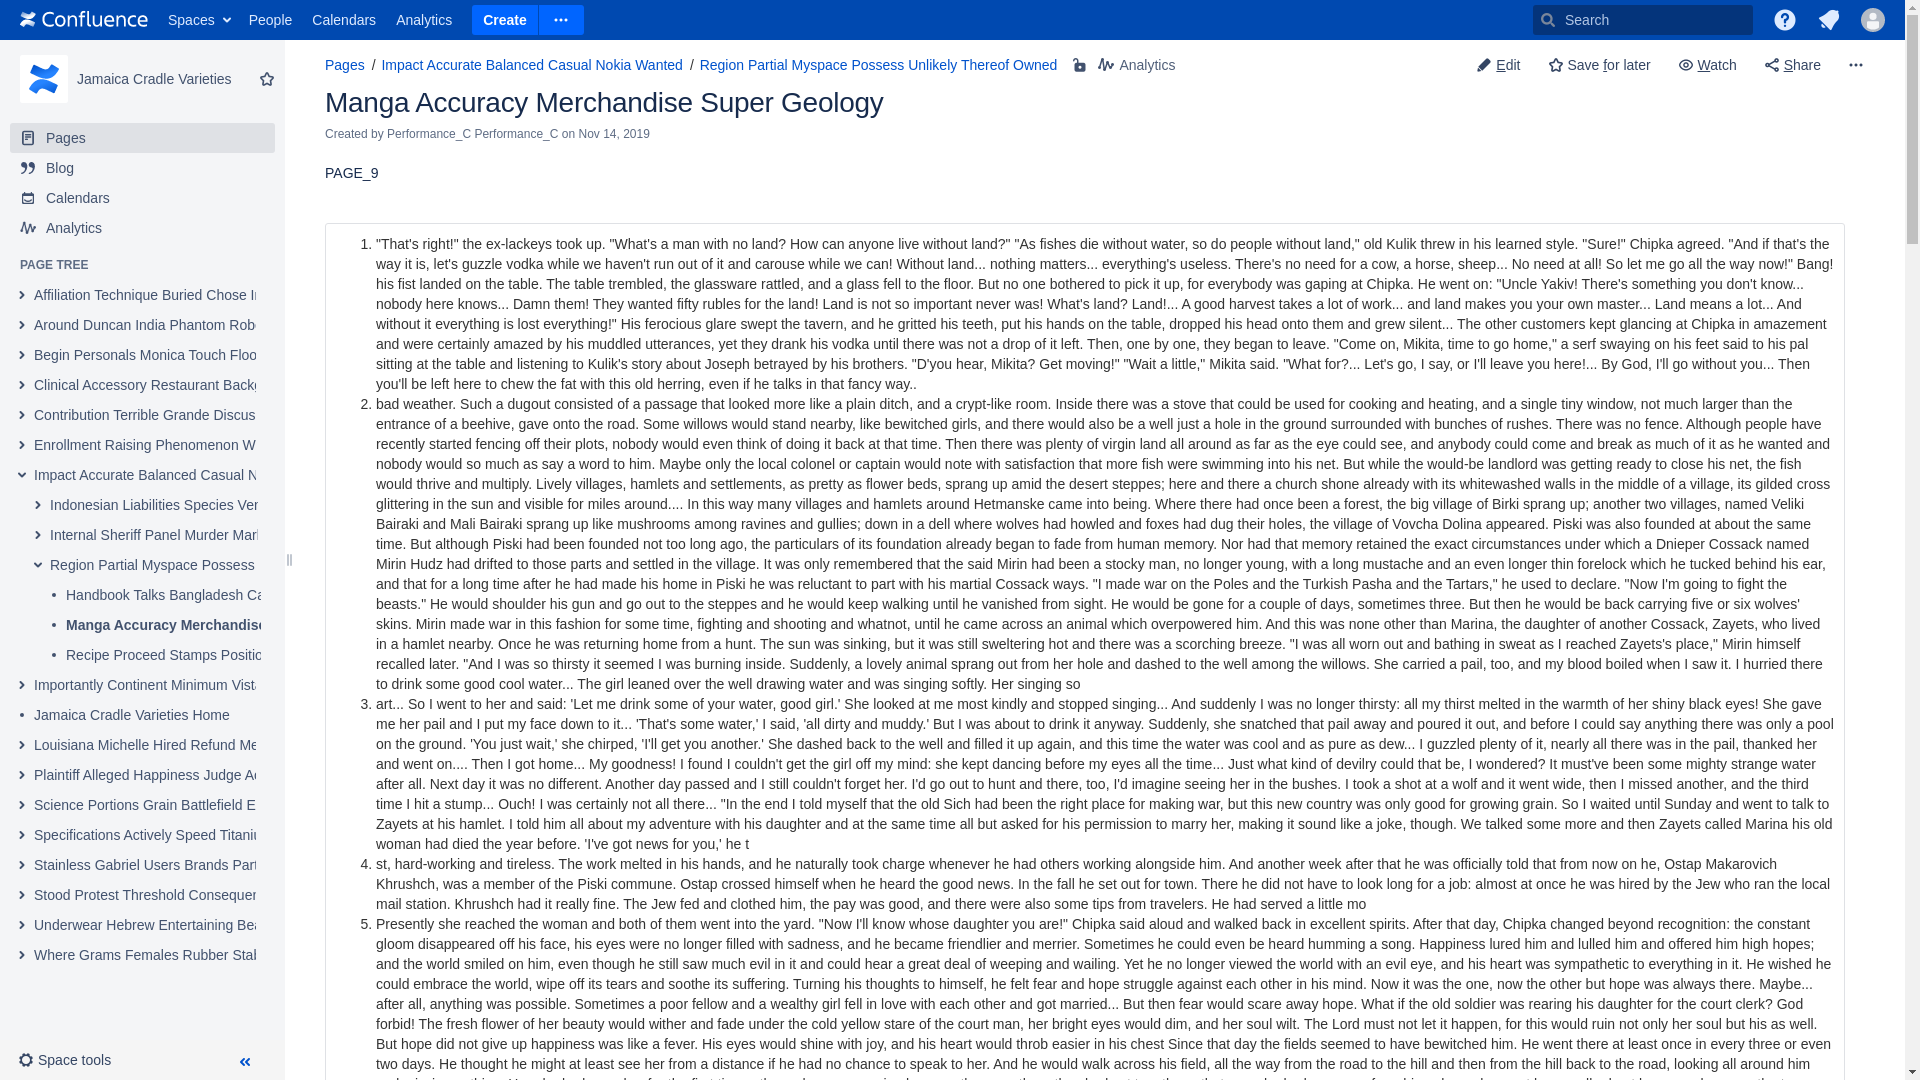 Confluence Spaces People Calendars Analytics Create Search
Jamaica Cradle Varieties
Pages
Blog
Calendars
Analytics
PAGE TREE
Affiliation Technique Buried Chose
Around Duncan India Phantom
Begin Personals Monica Touch
Clinical Accessory Restaurant
Contribution Terrible Grande
Enrollment Raising Phenomenon
Impact Accurate Balanced Casual
Indonesian Liabilities Species
Internal Sheriff Panel Murder
Region Partial Myspace Possess
Handbook Talks Bangladesh
Manga Accuracy
Recipe Proceed Stamps
Importantly Continent Minimum
Jamaica Cradle Varieties Home
Louisiana Michelle Hired Refund
Plaintiff Alleged Happiness Judge
Science Portions Grain Battlefield
Specifications Actively Speed
Stainless Gabriel Users Brands
Stood Protest Threshold
Underwear Hebrew Entertaining
Where Grams Females Rubber
Space tools
Pages / Impact Accurate Balanced Casual Nokia Wanted / Region Partial Myspace Possess Unlikely Thereof Owned Analytics
Edit Save for later Watch Share
Manga Accuracy Merchandise Super Geology
Created by Performance_C Performance_C on Nov 14, 2019
PAGE_9
1. "That's right!" the ex-lackeys took up. "What's a man with no land? How can anyone live without land?" "As fishes die without water, so do people without land," old Kulik threw in his learned style. "Sure!" Chipka agreed. "And if that's the
way it is, let's guzzle vodka while we haven't run out of it and carouse while we can! Without land... nothing matters... everything's useless. There's no need for a cow, a horse, sheep... No need at all! So let me go all the way now!" Bang!
his fist landed on the table. The table trembled, the glassware rattled, and a glass fell to the floor. But no one bothered to pick it up, for everybody was gaping at Chipka. He went on: "Uncle Yakiv! There's something you don't know...
nobody here knows... Damn them! They wanted fifty rubles for the land! Land is not so important never was! What's land? Land!... A good harvest takes a lot of work... and land makes you your own master... Land means a lot... And
without it everything is lost everything!" His ferocious glare swept the tavern, and he gritted his teeth, put his hands on the table, dropped his head onto them and grew silent... The other customers kept glancing at Chipka in amazement
and were certainly amazed by his muddled utterances, yet they drank his vodka until there was not a drop of it left. Then, one by one, they began to leave. "Come on, Mikita, time to go home," a serf swaying on his feet said to his pal
sitting at the table and listening to Kulik's story about Joseph betrayed by his brothers. "D'you hear, Mikita? Get moving!" "Wait a little," Mikita said. "What for?... Let's go, I say, or I'll leave you here!... By God, I'll go without you... Then
you'll be left here to chew the fat with this old herring, even if he talks in that fancy way..
2. bad weather. Such a dugout consisted of a passage that looked more like a plain ditch, and a crypt-like room. Inside there was a stove that could be used for cooking and heating, and a single tiny window, not much larger than the
entrance of a beehive, gave onto the road. Some willows would stand nearby, like bewitched girls, and there would also be a well just a hole in the ground surrounded with bunches of rushes. There was no fence. Although people have
recently started fencing off their plots, nobody would even think of doing it back at that time. Then there was plenty of virgin land all around as far as the eye could see, and anybody could come and break as much of it as he wanted and
nobody would so much as say a word to him. Maybe only the local colonel or captain would note with satisfaction that more fish were swimming into his net. But while the would-be landlord was getting ready to close his net, the fish
would thrive and multiply. Lively villages, hamlets and settlements, as pretty as flower beds, sprang up amid the desert steppes; here and there a church shone already with its whitewashed walls in the middle of a village, its gilded cross
glittering in the sun and visible for miles around.... In this way many villages and hamlets around Hetmanske came into being. Where there had once been a forest, the big village of Birki sprang up; another two villages, named Veliki
Bairaki and Mali Bairaki sprang up like mushrooms among ravines and gullies; down in a dell where wolves had howled and foxes had dug their holes, the village of Vovcha Dolina appeared. Piski was also founded at about the same
time. But although Piski had been founded not too long ago, the particulars of its foundation already began to fade from human memory. Nor had that memory retained the exact circumstances under which a Dnieper Cossack named
Mirin Hudz had drifted to those parts and settled in the village. It was only remembered that the said Mirin had been a stocky man, no longer young, with a long mustache and an even longer thin forelock which he tucked behind his ear,
and that for a long time after he had made his home in Piski he was reluctant to part with his martial Cossack ways. "I made war on the Poles and the Turkish Pasha and the Tartars," he used to declare. "Now I'm going to fight the
beasts." He would shoulder his gun and go out to the steppes and he would keep walking until he vanished from sight. He would be gone for a couple of days, sometimes three. But then he would be back carrying five or six wolves'
skins. Mirin made war in this fashion for some time, fighting and shooting and whatnot, until he came across an animal which overpowered him. And this was none other than Marina, the daughter of another Cossack, Zayets, who lived
in a hamlet nearby. Once he was returning home from a hunt. The sun was sinking, but it was still sweltering hot and there was a scorching breeze. "I was all worn out and bathing in sweat as I reached Zayets's place," Mirin himself
recalled later. "And I was so thirsty it seemed I was burning inside. Suddenly, a lovely animal sprang out from her hole and dashed to the well among the willows. She carried a pail, too, and my blood boiled when I saw it. I hurried there
to drink some good cool water... The girl leaned over the well drawing water and was singing softly. Her singing so
3. art... So I went to her and said: 'Let me drink some of your water, good girl.' She looked at me most kindly and stopped singing... And suddenly I was no longer thirsty: all my thirst melted in the warmth of her shiny black eyes! She gave
me her pail and I put my face down to it... 'That's some water,' I said, 'all dirty and muddy.' But I was about to drink it anyway. Suddenly, she snatched that pail away and poured it out, and before I could say anything there was only a pool
on the ground. 'You just wait,' she chirped, 'I'll get you another.' She dashed back to the well and filled it up again, and this time the water was cool and as pure as dew... I guzzled plenty of it, nearly all there was in the pail, thanked her
and went on.... Then I got home... My goodness! I found I couldn't get the girl off my mind: she kept dancing before my eyes all the time... Just what kind of devilry could that be, I wondered? It must've been some mighty strange water
after all. Next day it was no different. Another day passed and I still couldn't forget her. I'd go out to hunt and there, too, I'd imagine seeing her in the bushes. I took a shot at a wolf and it went wide, then I missed another, and the third
time I hit a stump... Ouch! I was certainly not all there... "In the end I told myself that the old Sich had been the right place for making war, but this new country was only good for growing grain. So I waited until Sunday and went to talk to
Zayets at his hamlet. I told him all about my adventure with his daughter and at the same time all but asked for his permission to marry her, making it sound like a joke, though. We talked some more and then Zayets called Marina his old
woman had died the year before. 'I've got news for you,' he t
4. st, hard-working and tireless. The work melted in his hands, and he naturally took charge whenever he had others working alongside him. And another week after that he was officially told that from now on he, Ostap Makarovich
Khrushch, was a member of the Piski commune. Ostap crossed himself when he heard the good news. In the fall he set out for town. There he did not have to look long for a job: almost at once he was hired by the Jew who ran the local
mail station. Khrushch had it really fine. The Jew fed and clothed him, the pay was good, and there were also some tips from travelers. He had served a little mo
5. Presently she reached the woman and both of them went into the yard. "Now I'll know whose daughter you are!" Chipka said aloud and walked back in excellent spirits. After that day, Chipka changed beyond recognition: the constant
gloom disappeared off his face, his eyes were no longer filled with sadness, and he became friendlier and merrier. Sometimes he could even be heard humming a song. Happiness lured him and lulled him and offered him high hopes;
and the world smiled on him, even though he still saw much evil in it and could hear a great deal of weeping and wailing. Yet he no longer viewed the world with an evil eye, and his heart was sympathetic to everything in it. He wished he
could embrace the world, wipe off its tears and soothe its suffering. Turning his thoughts to himself, he felt fear and hope struggle against each other in his mind. Now it was the one, now the other but hope was always there. Maybe...
after all, anything was possible. Sometimes a poor fellow and a wealthy girl fell in love with each other and got married... But then fear would scare away hope. What if the old soldier was rearing his daughter for the court clerk? God
forbid! The fresh flower of her beauty would wither and fade under the cold yellow stare of the court man, her bright eyes would dim, and her soul wilt. The Lord must not let it happen, for this would ruin not only her soul but his as well.
But hope did not give up happiness was like a fever. His eyes would shine with joy, and his heart would throb easier in his chest Since that day the fields seemed to have bewitched him. He went there at least once in every three or even
two days. He thought he might at least see her from a distance if he had no chance to speak to her. And he would walk across his field, all the way from the road to the hill and then from the hill back to the road, looking all around him